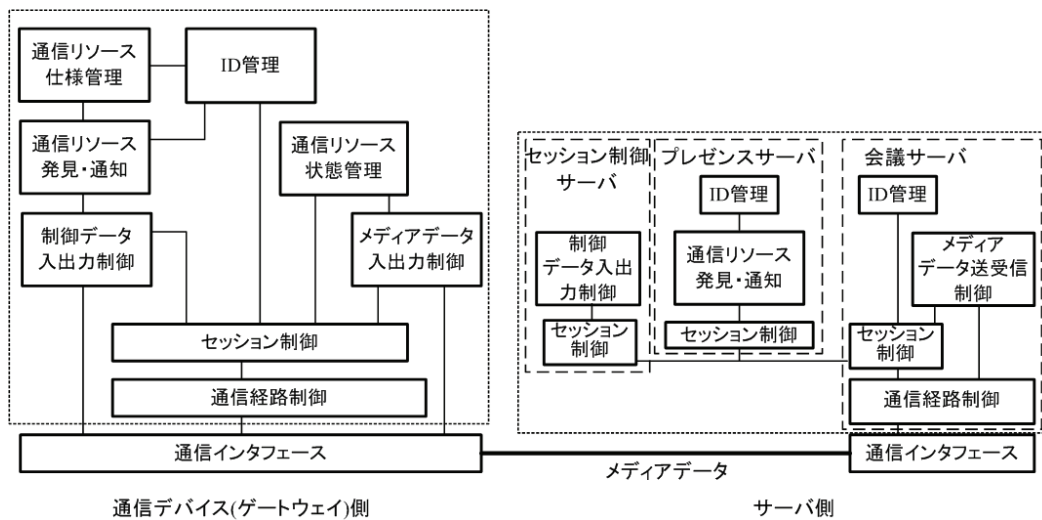 通信リソース
仕様管理
ID管理
通信リソース
発見・通知
通信リソース
状態管理
制御データ
入出力制御
メディアデータ
入出力制御
セッション制御
通信経路制御
通信インタフェース
通信デバイス(ゲートウェイ)側
セッション制御
サーバ
プレゼンスサーバ
会議サーバ
ID管理
ID管理
制御
データ入出
力制御
通信リソース
発見・通知
メディア
データ送受信
制御
セッション
制御
セッション制御
セッション
制御
通信経路制御
通信インタフェース
メディアデータ
サーバ側